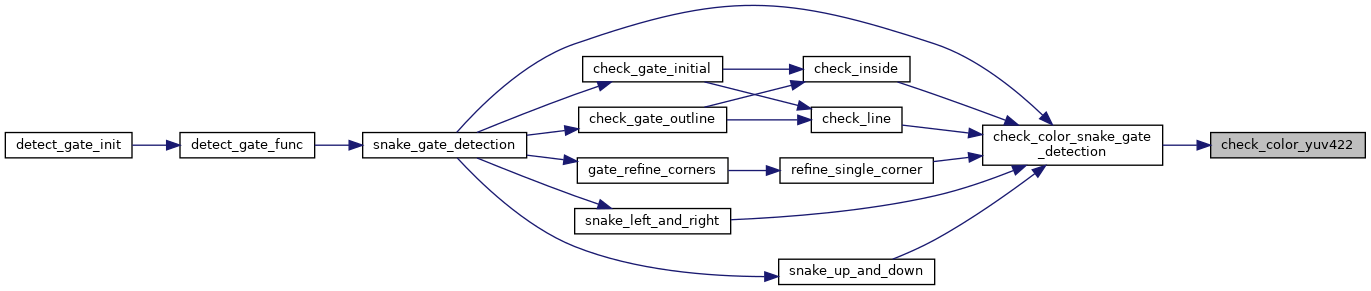 detect_gate_init
detect_gate_func
snake_gate_detection
check_gate_initial
check_gate_outline
gate_refine_corners
snake_left_and_right
check_inside
check_line
refine_single_corner
snake_up_and_down
check_color_snake_gate
_detection
check_color_yuv422